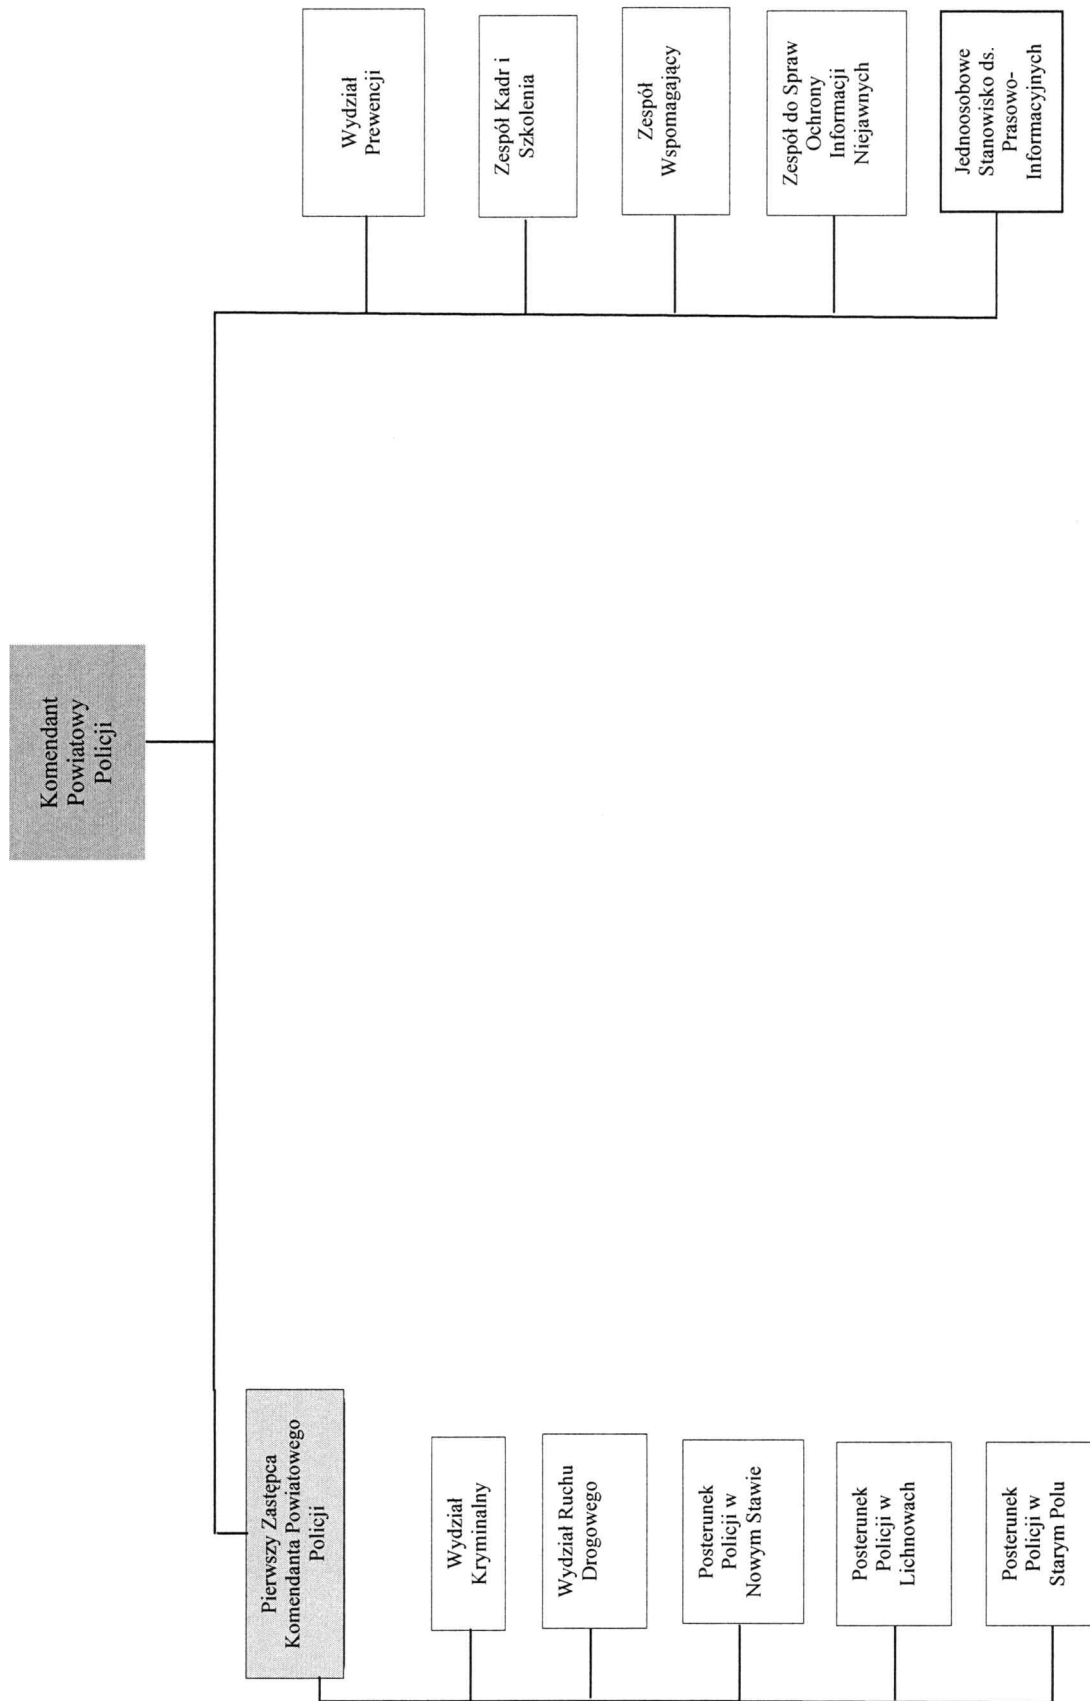 Komendant
Powiatowy
Policji
Pierwszy Zastępca
Komendanta Powiatowego
Policji
Wydział
Kryminalny
Wydział Ruchu
Drogowego
Posterunek
Policji w
Nowym Stawie
Posterunek
Policji w
Lichnowach
Posterunek
Policji w
Starym Polu
Wydział
Prewencji
Zespół Kadr i
Szkolenia
Zespół
Wspomagający
Zespół do Spraw
Ochrony
Informacji
Niejawnych
Jednoosobowe
Stanowisko ds.
Prasowo-
Informacyjnych